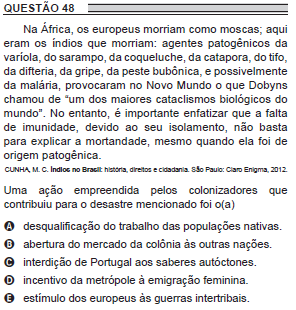 QUESTÃO 48
Na África, os europeus morriam como moscas; aqui
eram os índios que morriam: agentes patogênicos da
varíola, do sarampo, da coqueluche, da catapora, do tifo,
da difteria, da gripe, da peste bubônica, e possivelmente
da malária, provocaram no Novo Mundo o que Dobyns
chamou de “um dos maiores cataclismos biológicos do
mundo”. No entanto, é importante enfatizar que a falta
de imunidade, devido ao seu isolamento, não basta
para explicar a mortandade, mesmo quando ela foi de
origem patogênica.
CUNHA, M. C. Índios no Brasil: história, direitos e cidadania. São Paulo: Claro Enigma, 2012.
Uma ação empreendida pelos colonizadores que
contribuiu para o desastre mencionado foi o(a)
A desqualificação do trabalho das populações nativas.
B abertura do mercado da colônia às outras nações.
C interdição de Portugal aos saberes autóctones.
D incentivo da metrópole à emigração feminina.
E estímulo dos europeus às guerras intertribais.